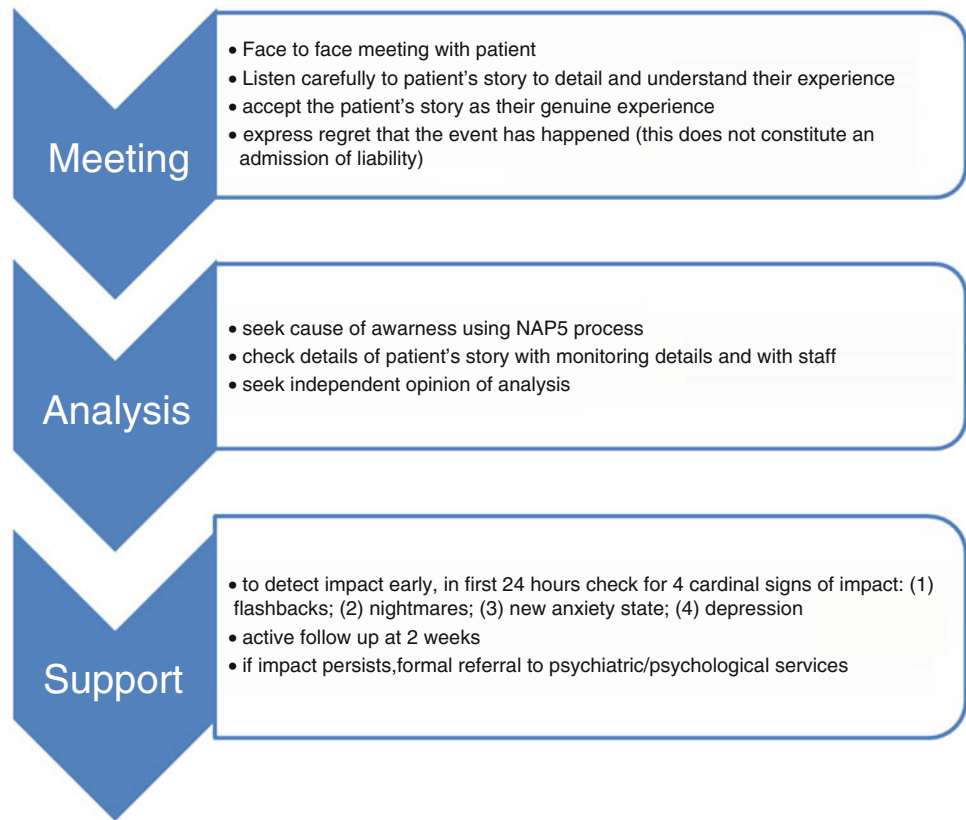 Meeting
• Face to face meeting with patient
• Listen carefully to patient's story to detail and understand their experience
• accept the patient's story as their genuine experience
• express regret that the event has happened (this does not constitute an
admission of liability)
Analysis
• seek cause of awarness using NAP5 process
• check details of patient's story with monitoring details and with staff
• seek independent opinion of analysis
Support
• to detect impact early, in first 24 hours check for 4 cardinal signs of impact: (1)
flashbacks; (2) nightmares; (3) new anxiety state; (4) depression
• active follow up at 2 weeks
• if impact persists,formal referral to psychiatric/psychological services